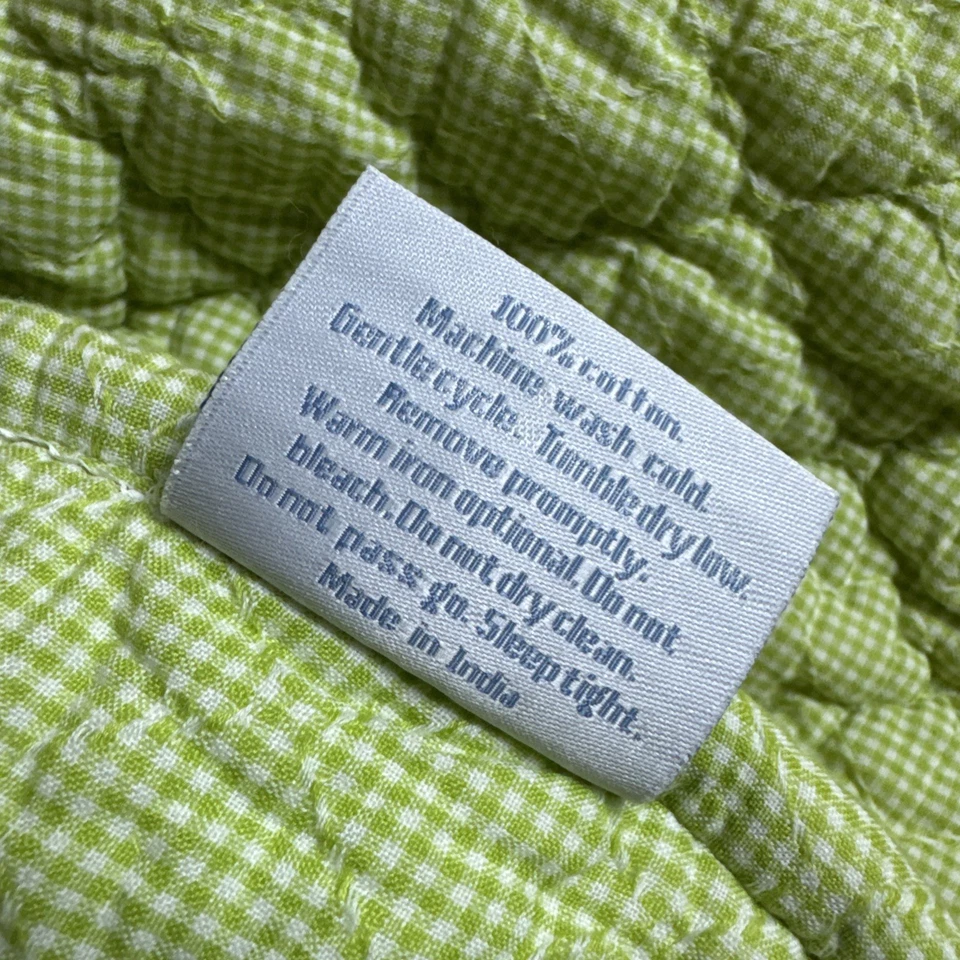 100% cotton.
Machine wash cold.
Gentle cycle. Tumble dry low.
Remove promptly.
Warm iron optional. Do not
bleach. Do not dry clean.
Do not pass go. Sleep tight.
Made in India